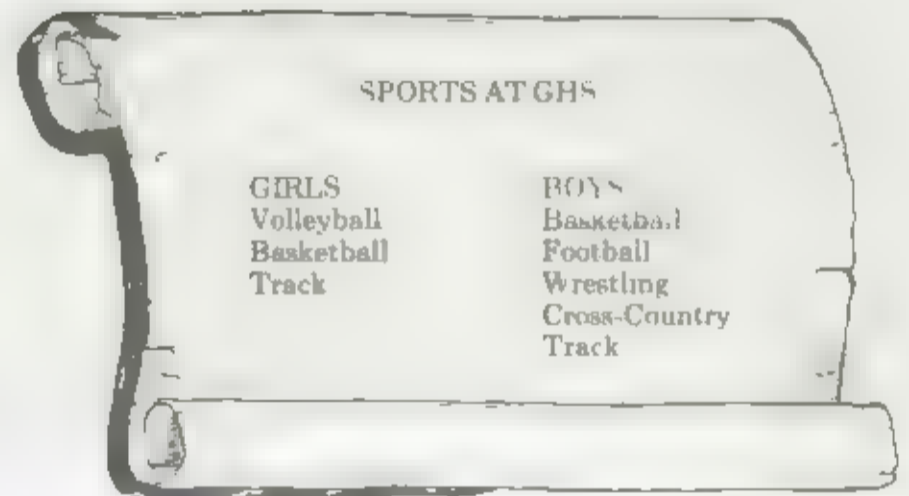 SPORTS AT GHS
GIRLS
Volleyball
Basketball
Track
BOYS
Basketball
Football
Wrestling
Cross-Country
Track